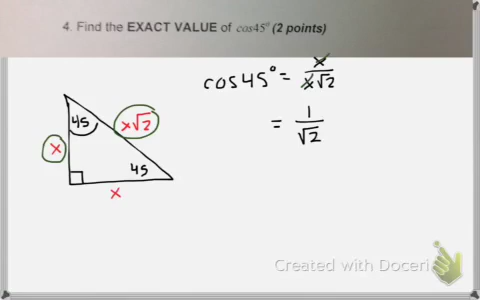 4. Find the EXACT VALUE of cos45° (2 points)
cos45° = x/x√2
= 1/√2
45
x√2
x
45
x
Created with Doceri